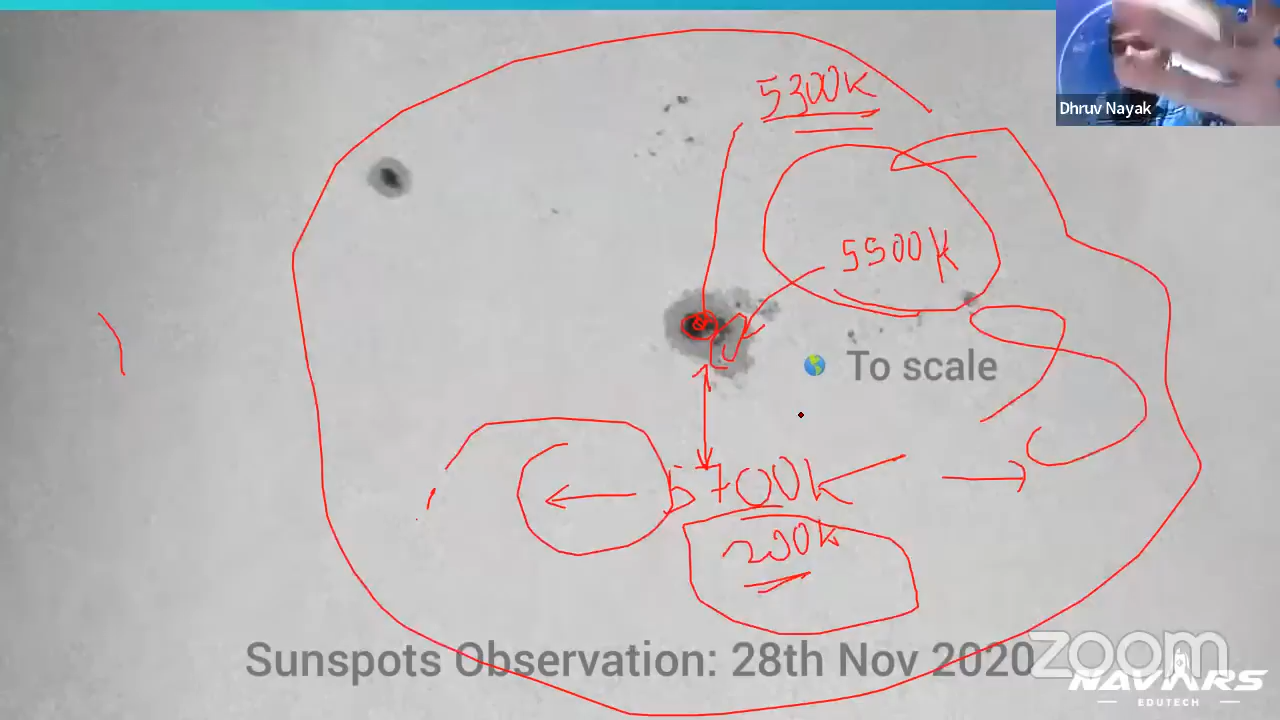 Dhruv Nayak
5300K
5500K
To scale
5700K
200K
Sunspots Observation: 28th Nov 2020
zoom
NAVARS
EDUTECH